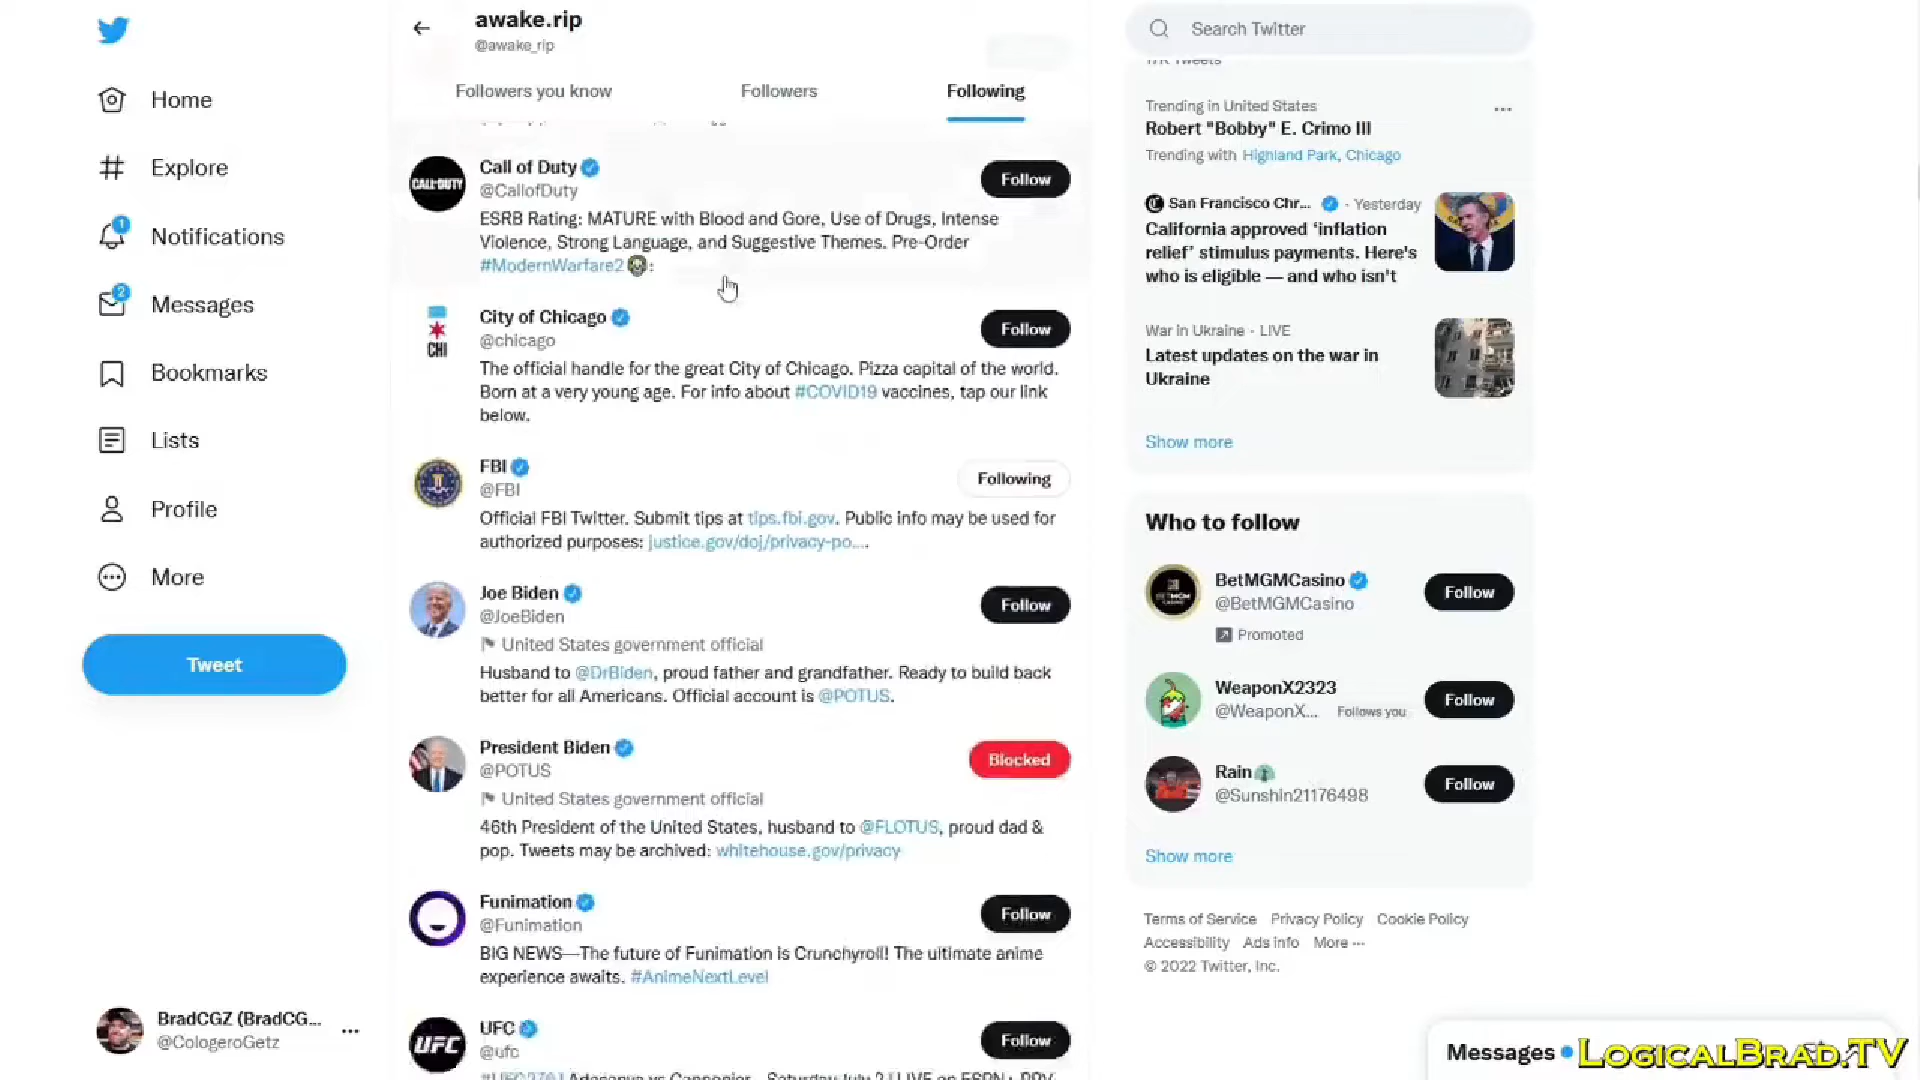 awake.rip
@awake_rip
Search Twitter
Followers you know
Followers
Following
Home
Explore
1
Notifications
2
Messages
Bookmarks
Lists
Profile
More
Tweet
BradCGZ (BradCG...
@CologeroGetz
CALL OF DUTY
Call of Duty
@CallofDuty
Follow
ESRB Rating: MATURE with Blood and Gore, Use of Drugs, Intense
Violence, Strong Language, and Suggestive Themes. Pre-Order
#ModernWarfare2 :
CHI
City of Chicago
@chicago
Follow
The official handle for the great City of Chicago. Pizza capital of the world.
Born at a very young age. For info about #COVID19 vaccines, tap our link
below.
FBI
@FBI
Following
Official FBI Twitter. Submit tips at tips.fbi.gov. Public info may be used for
authorized purposes: justice.gov/doj/privacy-po....
Joe Biden
@JoeBiden
Follow
United States government official
Husband to @DrBiden, proud father and grandfather. Ready to build back
better for all Americans. Official account is @POTUS.
President Biden
@POTUS
Blocked
United States government official
46th President of the United States, husband to @FLOTUS, proud dad &
pop. Tweets may be archived: whitehouse.gov/privacy
Funimation
@Funimation
Follow
BIG NEWS—The future of Funimation is Crunchyroll! The ultimate anime
experience awaits. #AnimeNextLevel
UFC
UFC
@ufc
Follow
Tweets
Trending in United States
Robert "Bobby" E. Crimo III
Trending with Highland Park, Chicago
San Francisco Chr... · Yesterday
California approved 'inflation
relief' stimulus payments. Here's
who is eligible — and who isn't
War in Ukraine · LIVE
Latest updates on the war in
Ukraine
Show more
Who to follow
BetMGMCasino
@BetMGMCasino
Promoted
Follow
WeaponX2323
@WeaponX... Follows you
Follow
Rain
@Sunshin21176498
Follow
Show more
Terms of Service Privacy Policy Cookie Policy
Accessibility Ads info More ...
© 2022 Twitter, Inc.
Messages
LOGICALBRAD.TV